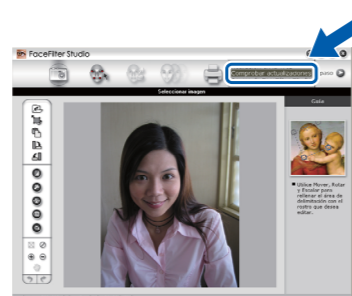 FaceFilter Studio
Comprobar actualizaciones
Seleccionar imagen
Guía
Utilice Mover, Rotar
y Escalar para
rellenar el área de
delimitación con el
rostro que desea
editar.